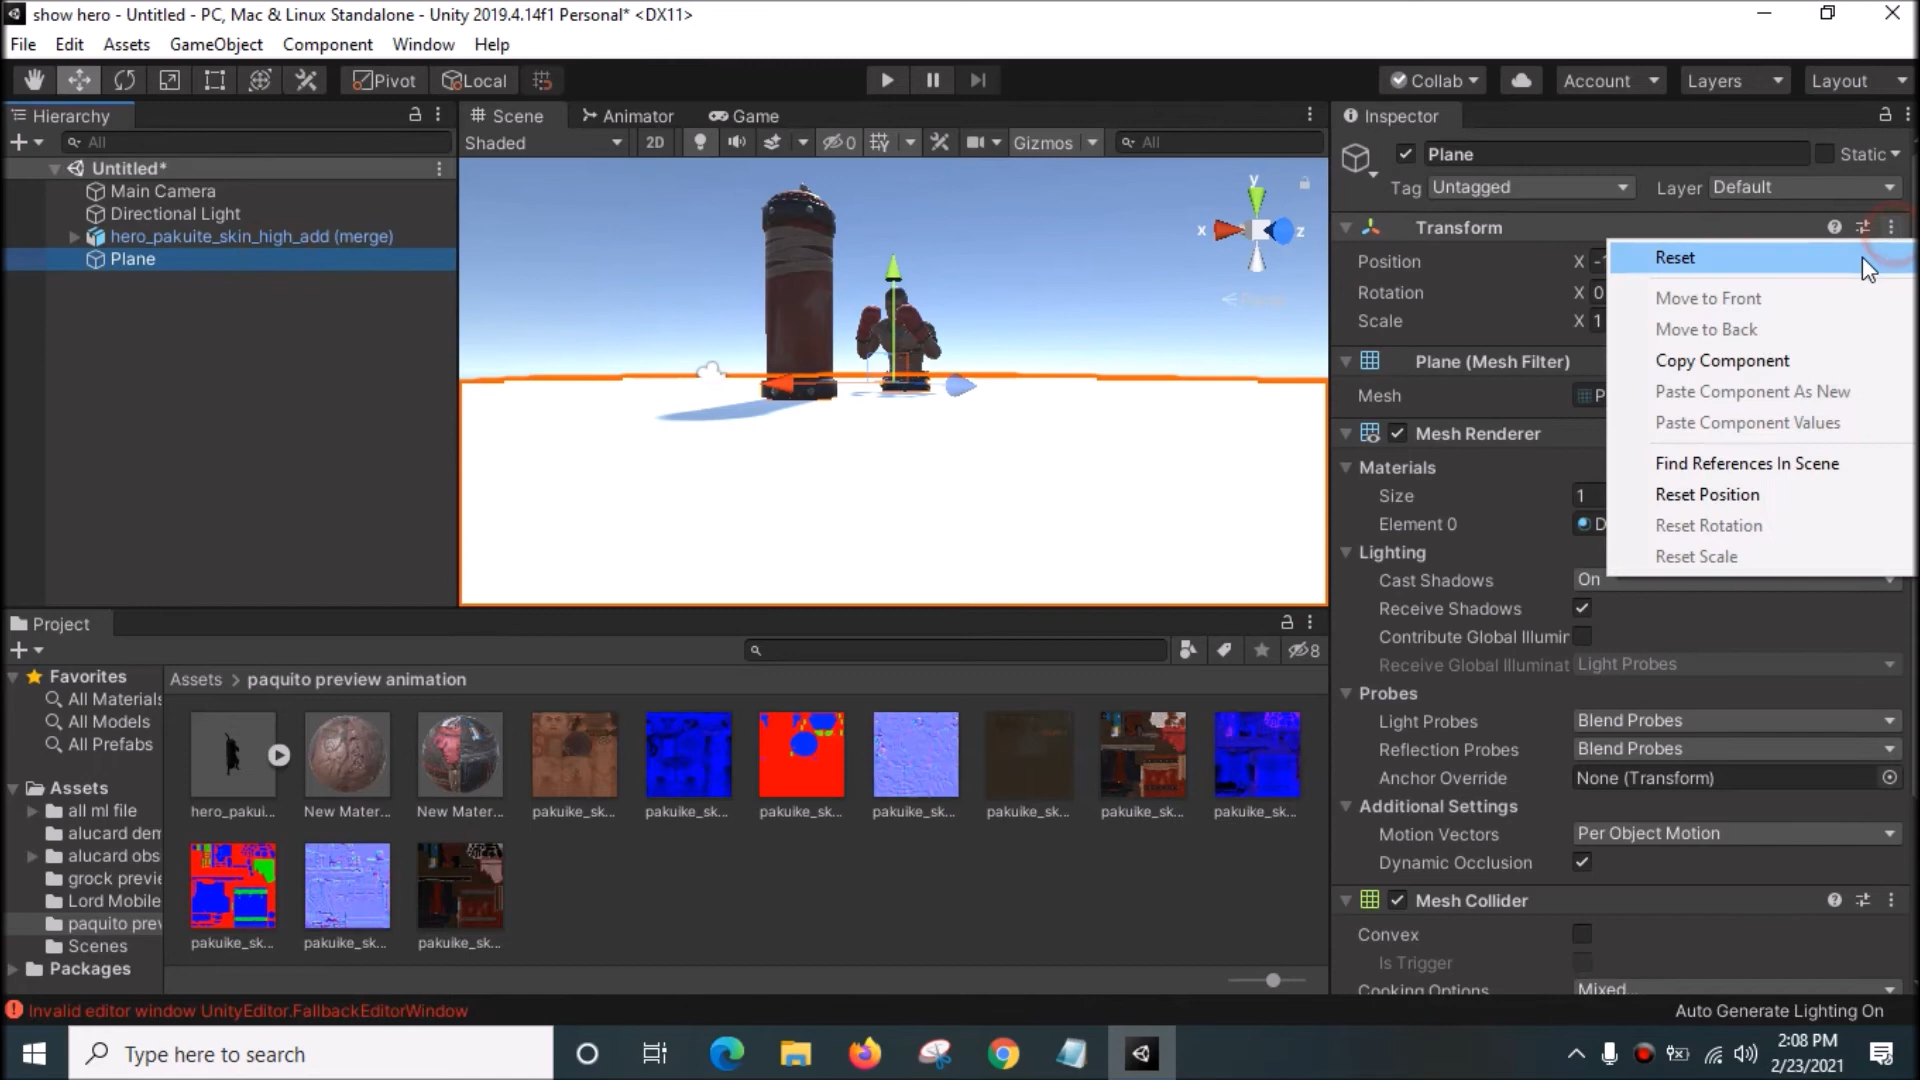 show hero - Untitled - PC, Mac & Linux Standalone - Unity 2019.4.14f1 Personal* <DX11>
File Edit Assets GameObject Component Window Help
Pivot Local Collab Account Layers Layout
Hierarchy
All
Untitled*
Main Camera
Directional Light
hero_pakuite_skin_high_add (merge)
Plane
Scene Animator Game
Shaded 2D 0 Gizmos All
y
x
z
Inspector
Plane Static
Tag Untagged Layer Default
Transform
Position X -1
Rotation X 0
Scale X 1
Plane (Mesh Filter)
Mesh P
Mesh Renderer
Materials
Size 1
Element 0 D
Lighting
Cast Shadows On
Receive Shadows
Contribute Global Illumir
Receive Global Illuminat Light Probes
Probes
Light Probes Blend Probes
Reflection Probes Blend Probes
Anchor Override None (Transform)
Additional Settings
Motion Vectors Per Object Motion
Dynamic Occlusion
Mesh Collider
Convex
Is Trigger
Cooking Options Mixed...
Reset
Move to Front
Move to Back
Copy Component
Paste Component As New
Paste Component Values
Find References In Scene
Reset Position
Reset Rotation
Reset Scale
Project
8
Favorites
All Materials
All Models
All Prefabs
Assets
all ml file
alucard dem
alucard obs
grock previe
Lord Mobile
paquito prev
Scenes
Packages
Assets > paquito preview animation
hero_pakui... New Mater... New Mater... pakuike_sk... pakuike_sk... pakuike_sk... pakuike_sk... pakuike_sk... pakuike_sk... pakuike_sk...
pakuike_sk... pakuike_sk... pakuike_sk...
Invalid editor window UnityEditor.FallbackEditorWindow
Auto Generate Lighting On
Type here to search
2:08 PM
2/23/2021